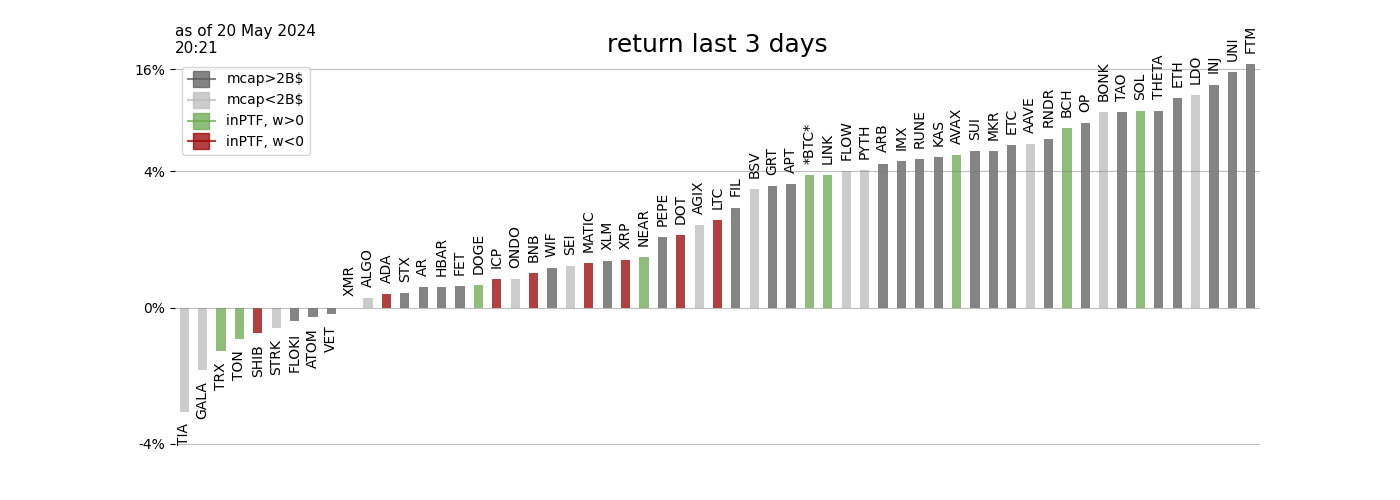 as of 20 May 2024
20:21
return last 3 days
mcap>2B$
mcap<2B$
inPTF, w>0
inPTF, w<0
16%
4%
0%
-4%
TIA
GALA
TRX
TON
SHIB
STRK
FLOKI
ATOM
VET
XMR
ALGO
ADA
STX
AR
HBAR
FET
DOGE
ICP
ONDO
BNB
WIF
SEI
MATIC
XLM
XRP
NEAR
PEPE
DOT
AGIX
LTC
FIL
BSV
GRT
APT
*BTC*
LINK
FLOW
PYTH
ARB
IMX
RUNE
KAS
AVAX
SUI
MKR
ETC
AAVE
RNDR
BCH
OP
BONK
TAO
SOL
THETA
ETH
LDO
INJ
UNI
FTM